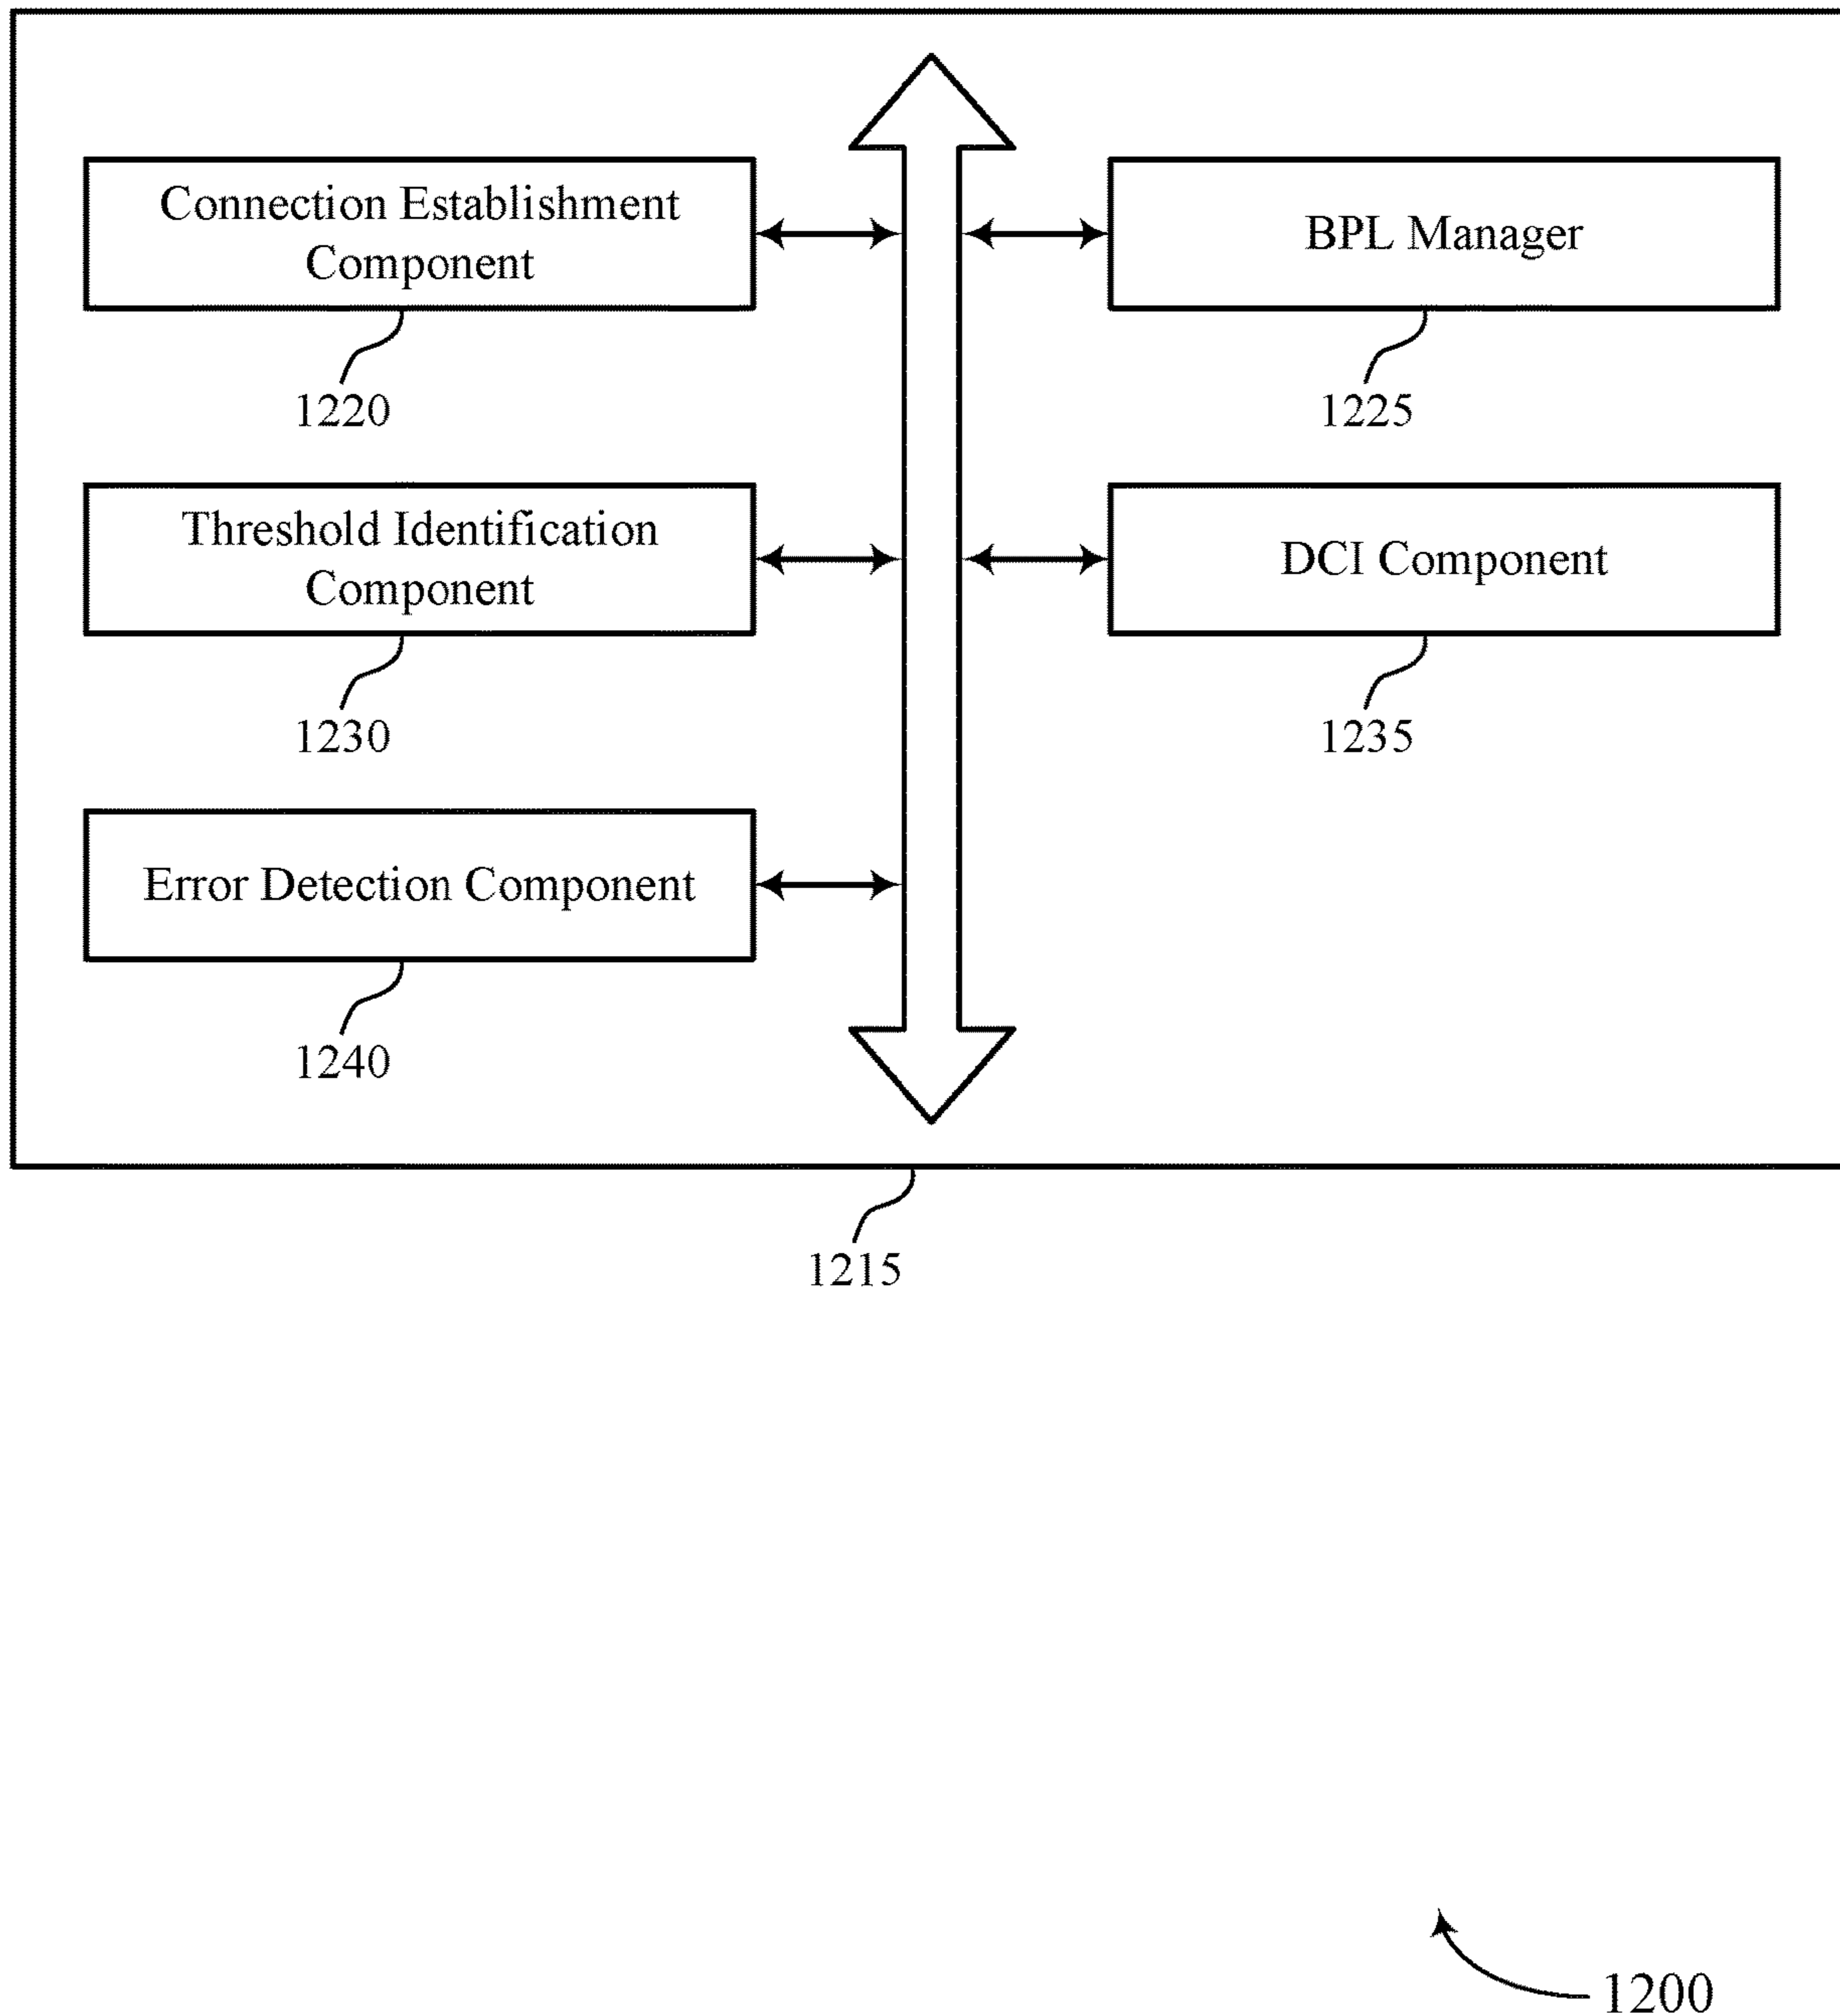 Connection Establishment
Component
1220
BPL Manager
1225
Threshold Identification
Component
1230
DCI Component
1235
Error Detection Component
1240
1215
1200